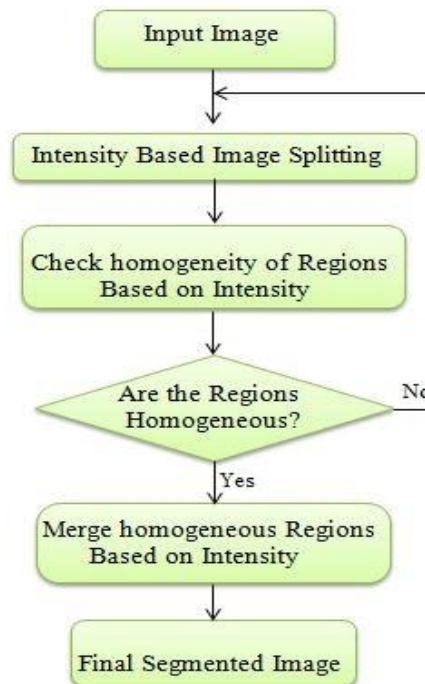 Input Image
Intensity Based Image Splitting
Check homogeneity of Regions
Based on Intensity
Are the Regions
Homogeneous?
No
Yes
Merge homogeneous Regions
Based on Intensity
Final Segmented Image